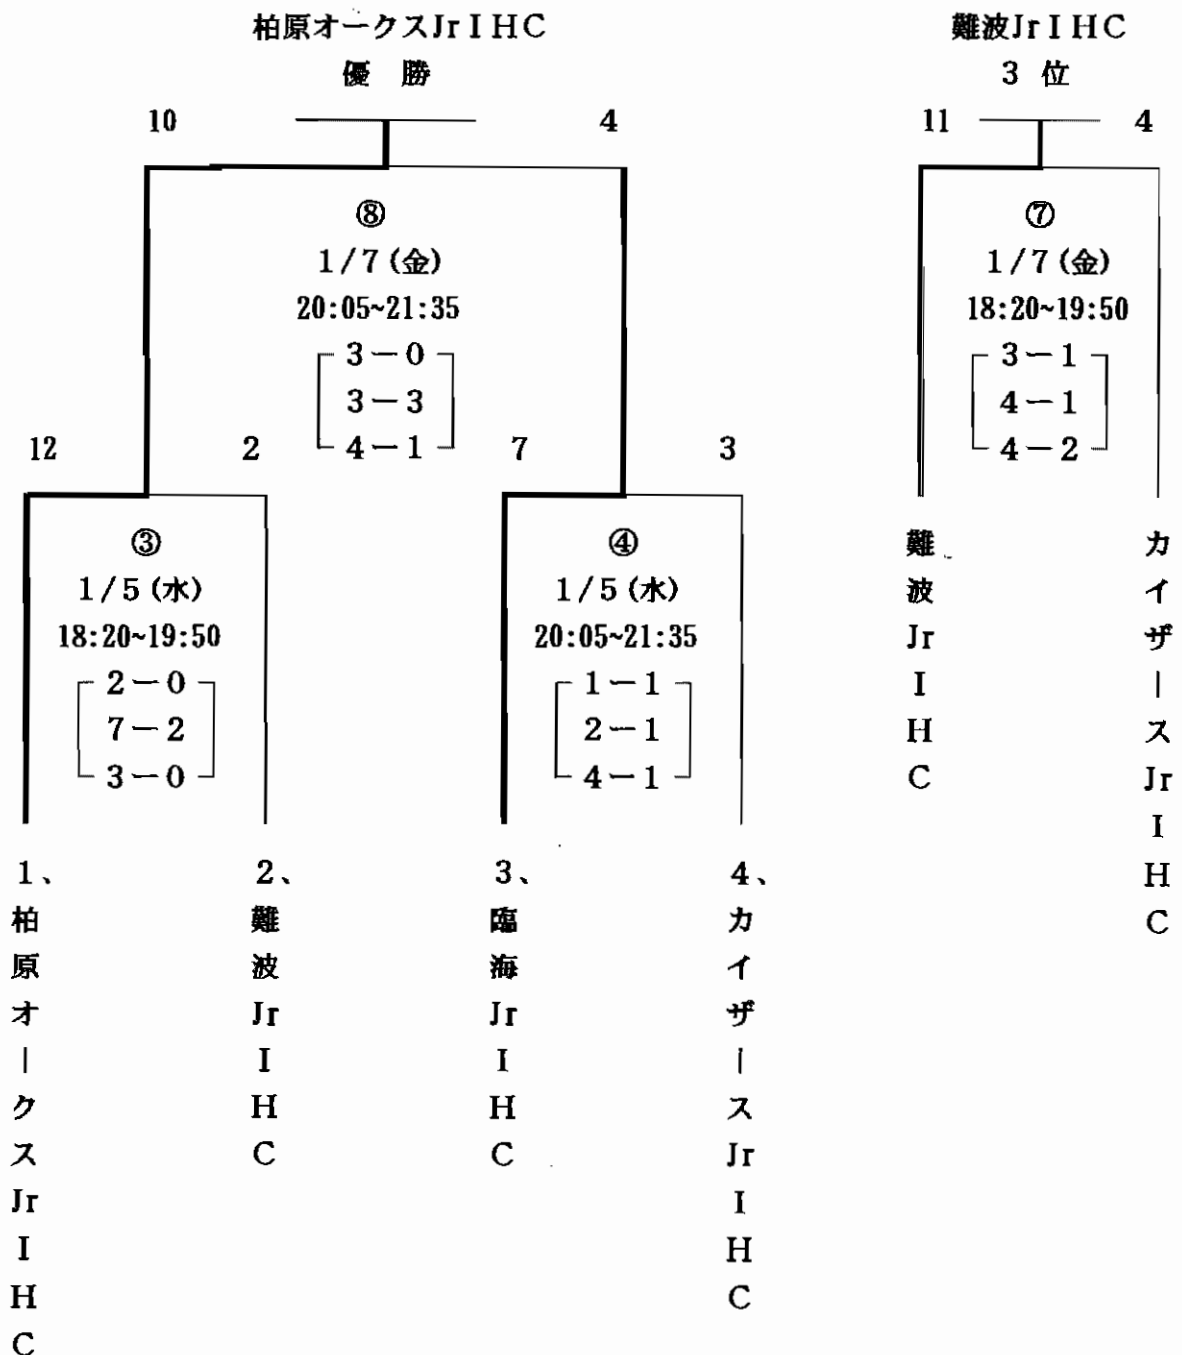 柏原オークスJrIHC
優 勝
10
4
⑧
1/7(金)
20:05~21:35
3-0
3-3
4-1
12
2
③
1/5(水)
18:20~19:50
2-0
7-2
3-0
7
3
④
1/5(水)
20:05~21:35
1-1
2-1
4-1
1、柏原オークスJrIHC
2、難波JrIHC
3、臨海JrIHC
4、カイザースJrIHC
難波JrIHC
3 位
11
4
⑦
1/7(金)
18:20~19:50
3-1
4-1
4-2
難波JrIHC
カイザースJrIHC